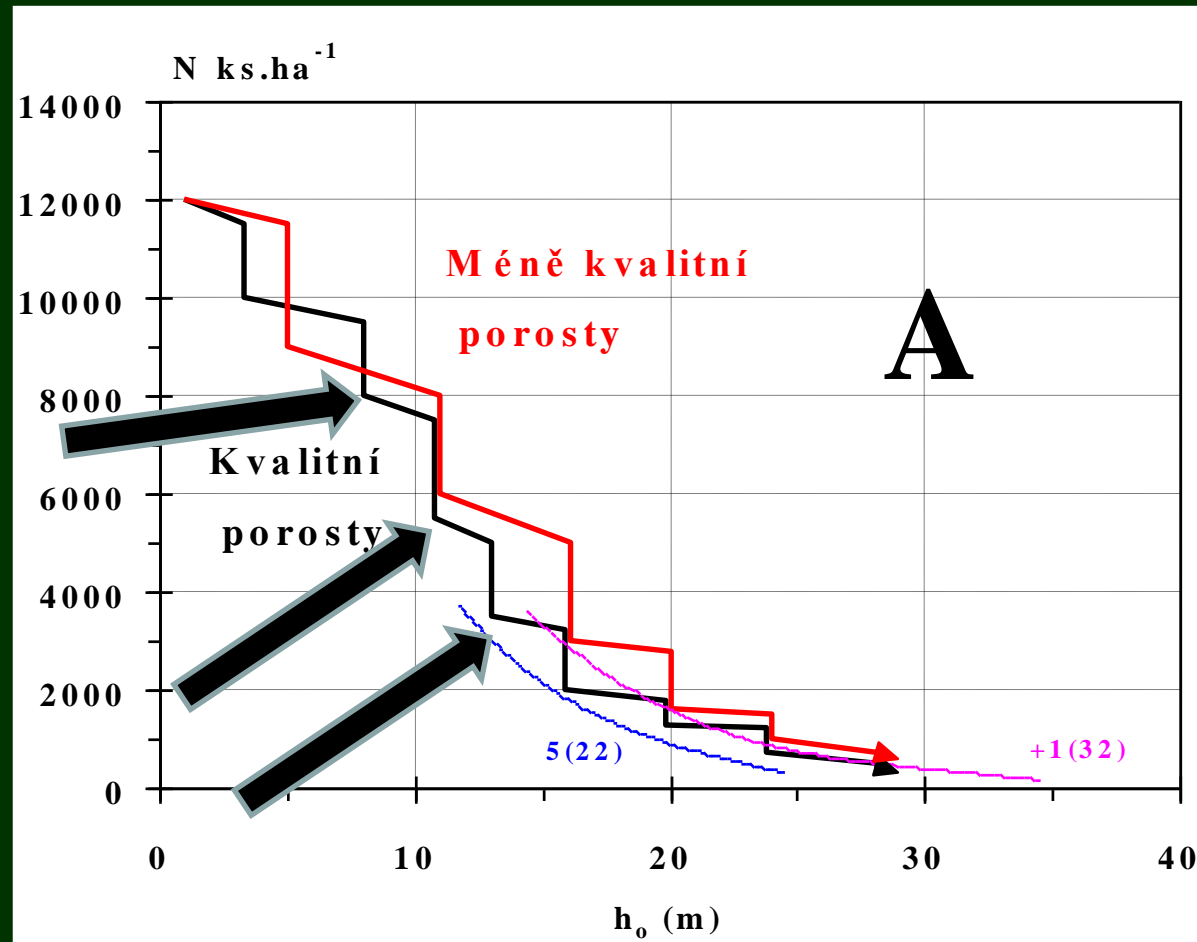 N ks.ha⁻¹
14000
12000
10000
8000
6000
4000
2000
0
Méně kvalitní
porosty
A
Kvalitní
porosty
5(22)
+1(32)
0 10 20 30 40
hₒ (m)